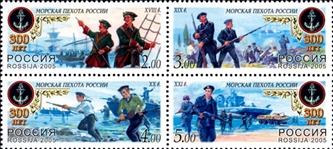 МОРСКАЯ ПЕХОТА РОССИИ XVIII в.
300
ЛЕТ
РОССИЯ
ROSSIJA 2005
2.00
МОРСКАЯ ПЕХОТА РОССИИ XIX в.
300
ЛЕТ
РОССИЯ
ROSSIJA 2005
3.00
МОРСКАЯ ПЕХОТА РОССИИ XX в.
300
ЛЕТ
РОССИЯ
ROSSIJA 2005
4.00
МОРСКАЯ ПЕХОТА РОССИИ XXI в.
300
ЛЕТ
РОССИЯ
ROSSIJA 2005
5.00